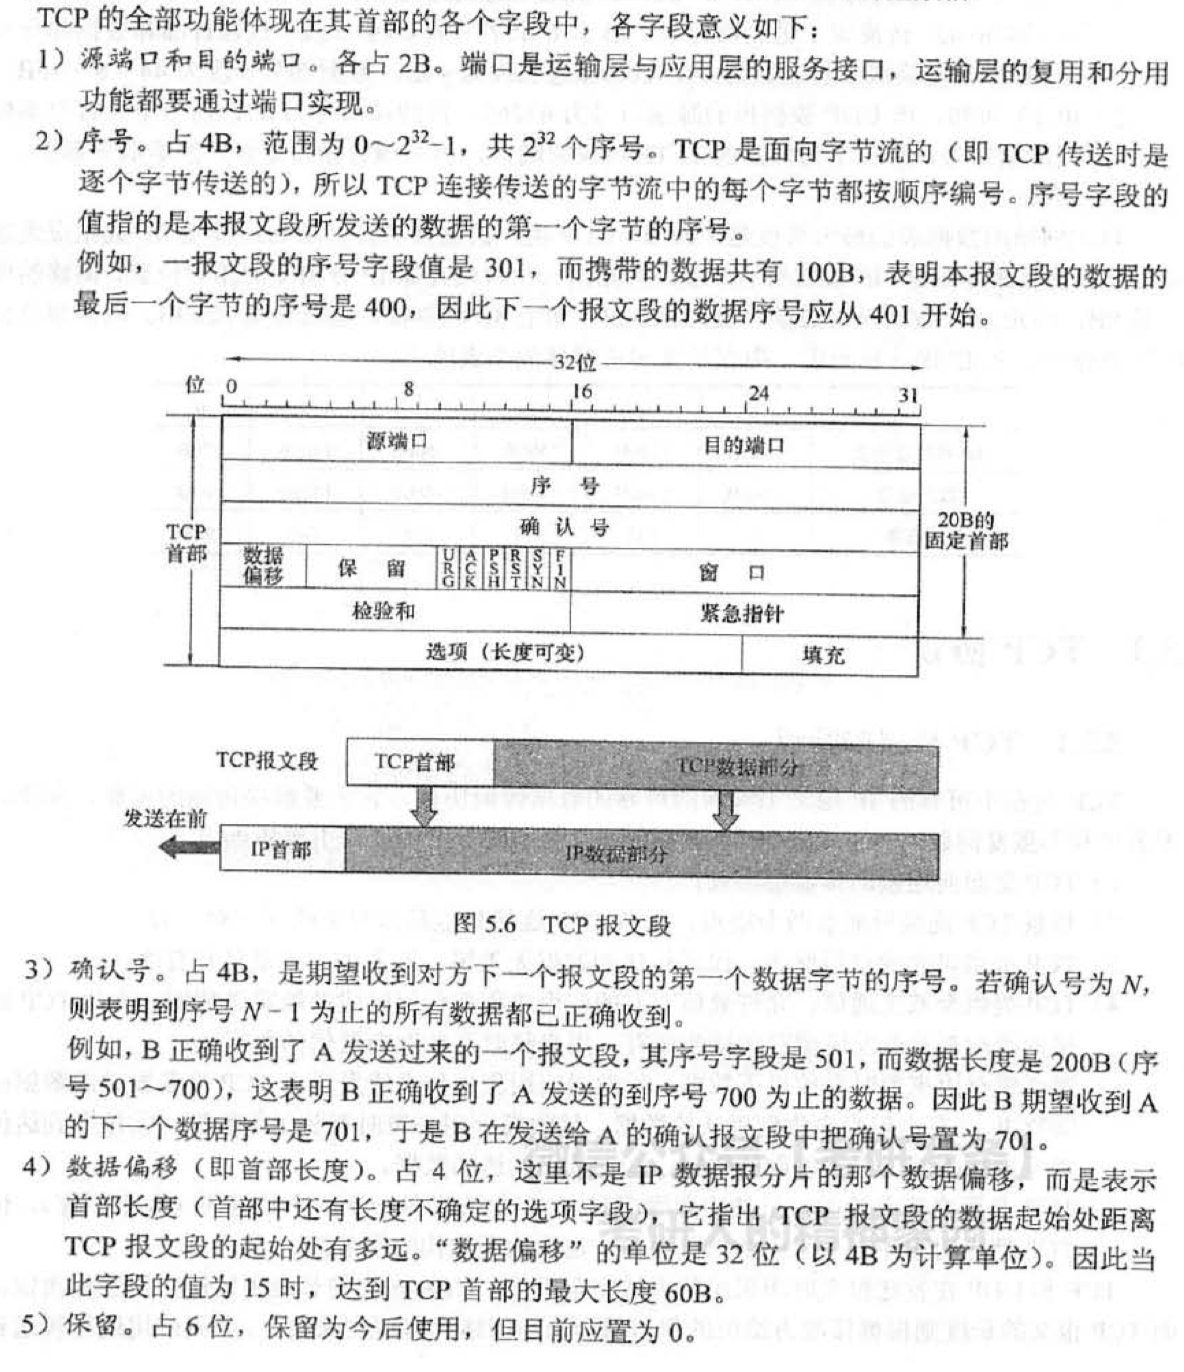 TCP 的全部功能体现在其首部的各个字段中，各字段意义如下：
1）源端口和目的端口。各占 2B。端口是运输层与应用层的服务接口，运输层的复用和分用
功能都要通过端口实现。
2）序号。占 4B，范围为 0～2³²−1，共 2³² 个序号。TCP 是面向字节流的（即 TCP 传送时是
逐个字节传送的），所以 TCP 连接传送的字节流中的每个字节都按顺序编号。序号字段的
值指的是本报文段所发送的数据的第一个字节的序号。
例如，一报文段的序号字段值是 301，而携带的数据共有 100B，表明本报文段的数据的
最后一个字节的序号是 400，因此下一个报文段的数据序号应从 401 开始。
32位
位 0 8 16 24 31
源端口 目的端口
序 号
确 认 号
TCP首部
20B的固定首部
数据偏移 保 留 URG ACK PSH RST SYN FIN 窗 口
检验和 紧急指针
选项（长度可变） 填充
TCP报文段 TCP首部 TCP数据部分
发送在前
IP首部 IP数据部分
图 5.6 TCP 报文段
3）确认号。占 4B，是期望收到对方下一个报文段的第一个数据字节的序号。若确认号为 N，
则表明到序号 N−1 为止的所有数据都已正确收到。
例如，B 正确收到了 A 发送过来的一个报文段，其序号字段是 501，而数据长度是 200B（序
号 501～700），这表明 B 正确收到了 A 发送的到序号 700 为止的数据。因此 B 期望收到 A
的下一个数据序号是 701，于是 B 在发送给 A 的确认报文段中把确认号置为 701。
4）数据偏移（即首部长度）。占 4 位，这里不是 IP 数据报分片的那个数据偏移，而是表示
首部长度（首部中还有长度不确定的选项字段），它指出 TCP 报文段的数据起始处距离
TCP 报文段的起始处有多远。“数据偏移”的单位是 32 位（以 4B 为计算单位）。因此当
此字段的值为 15 时，达到 TCP 首部的最大长度 60B。
5）保留。占 6 位，保留为今后使用，但目前应置为 0。